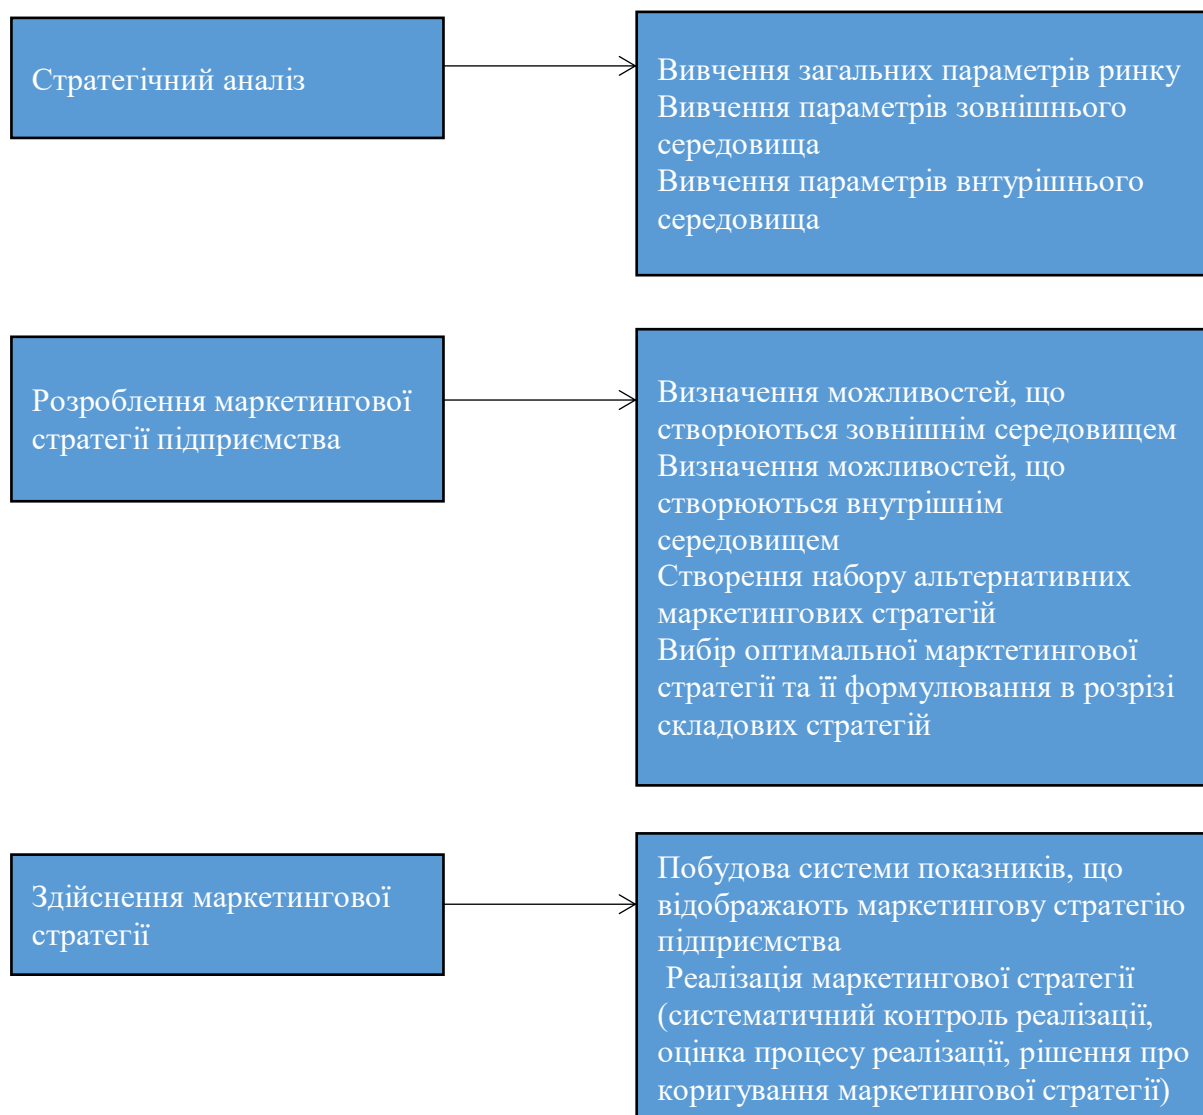 Стратегічний аналіз
Вивчення загальних параметрів ринку
Вивчення параметрів зовнішнього
середовища
Вивчення параметрів внтурішнього
середовища
Розроблення маркетингової
стратегії підприємства
Визначення можливостей, що
створюються зовнішнім середовищем
Визначення можливостей, що
створюються внутрішнім
середовищем
Створення набору альтернативних
маркетингових стратегій
Вибір оптимальної марктетингової
стратегії та її формулювання в розрізі
складових стратегій
Здійснення маркетингової
стратегії
Побудова системи показників, що
відображають маркетингову стратегію
підприємства
Реалізація маркетингової стратегії
(систематичний контроль реалізації,
оцінка процесу реалізації, рішення про
коригування маркетингової стратегії)